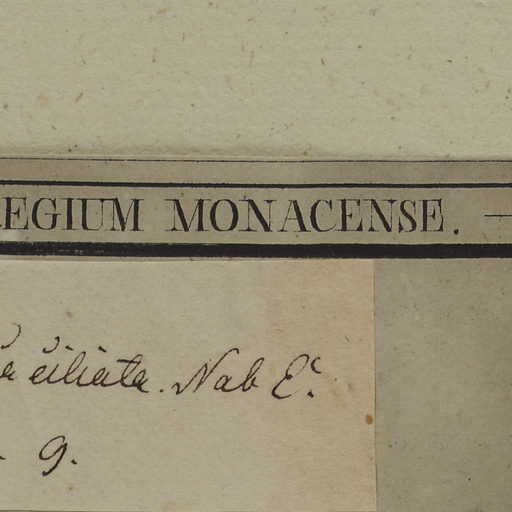 EGIUM MONACENSE. —
a ciliata. Nab E.
9.